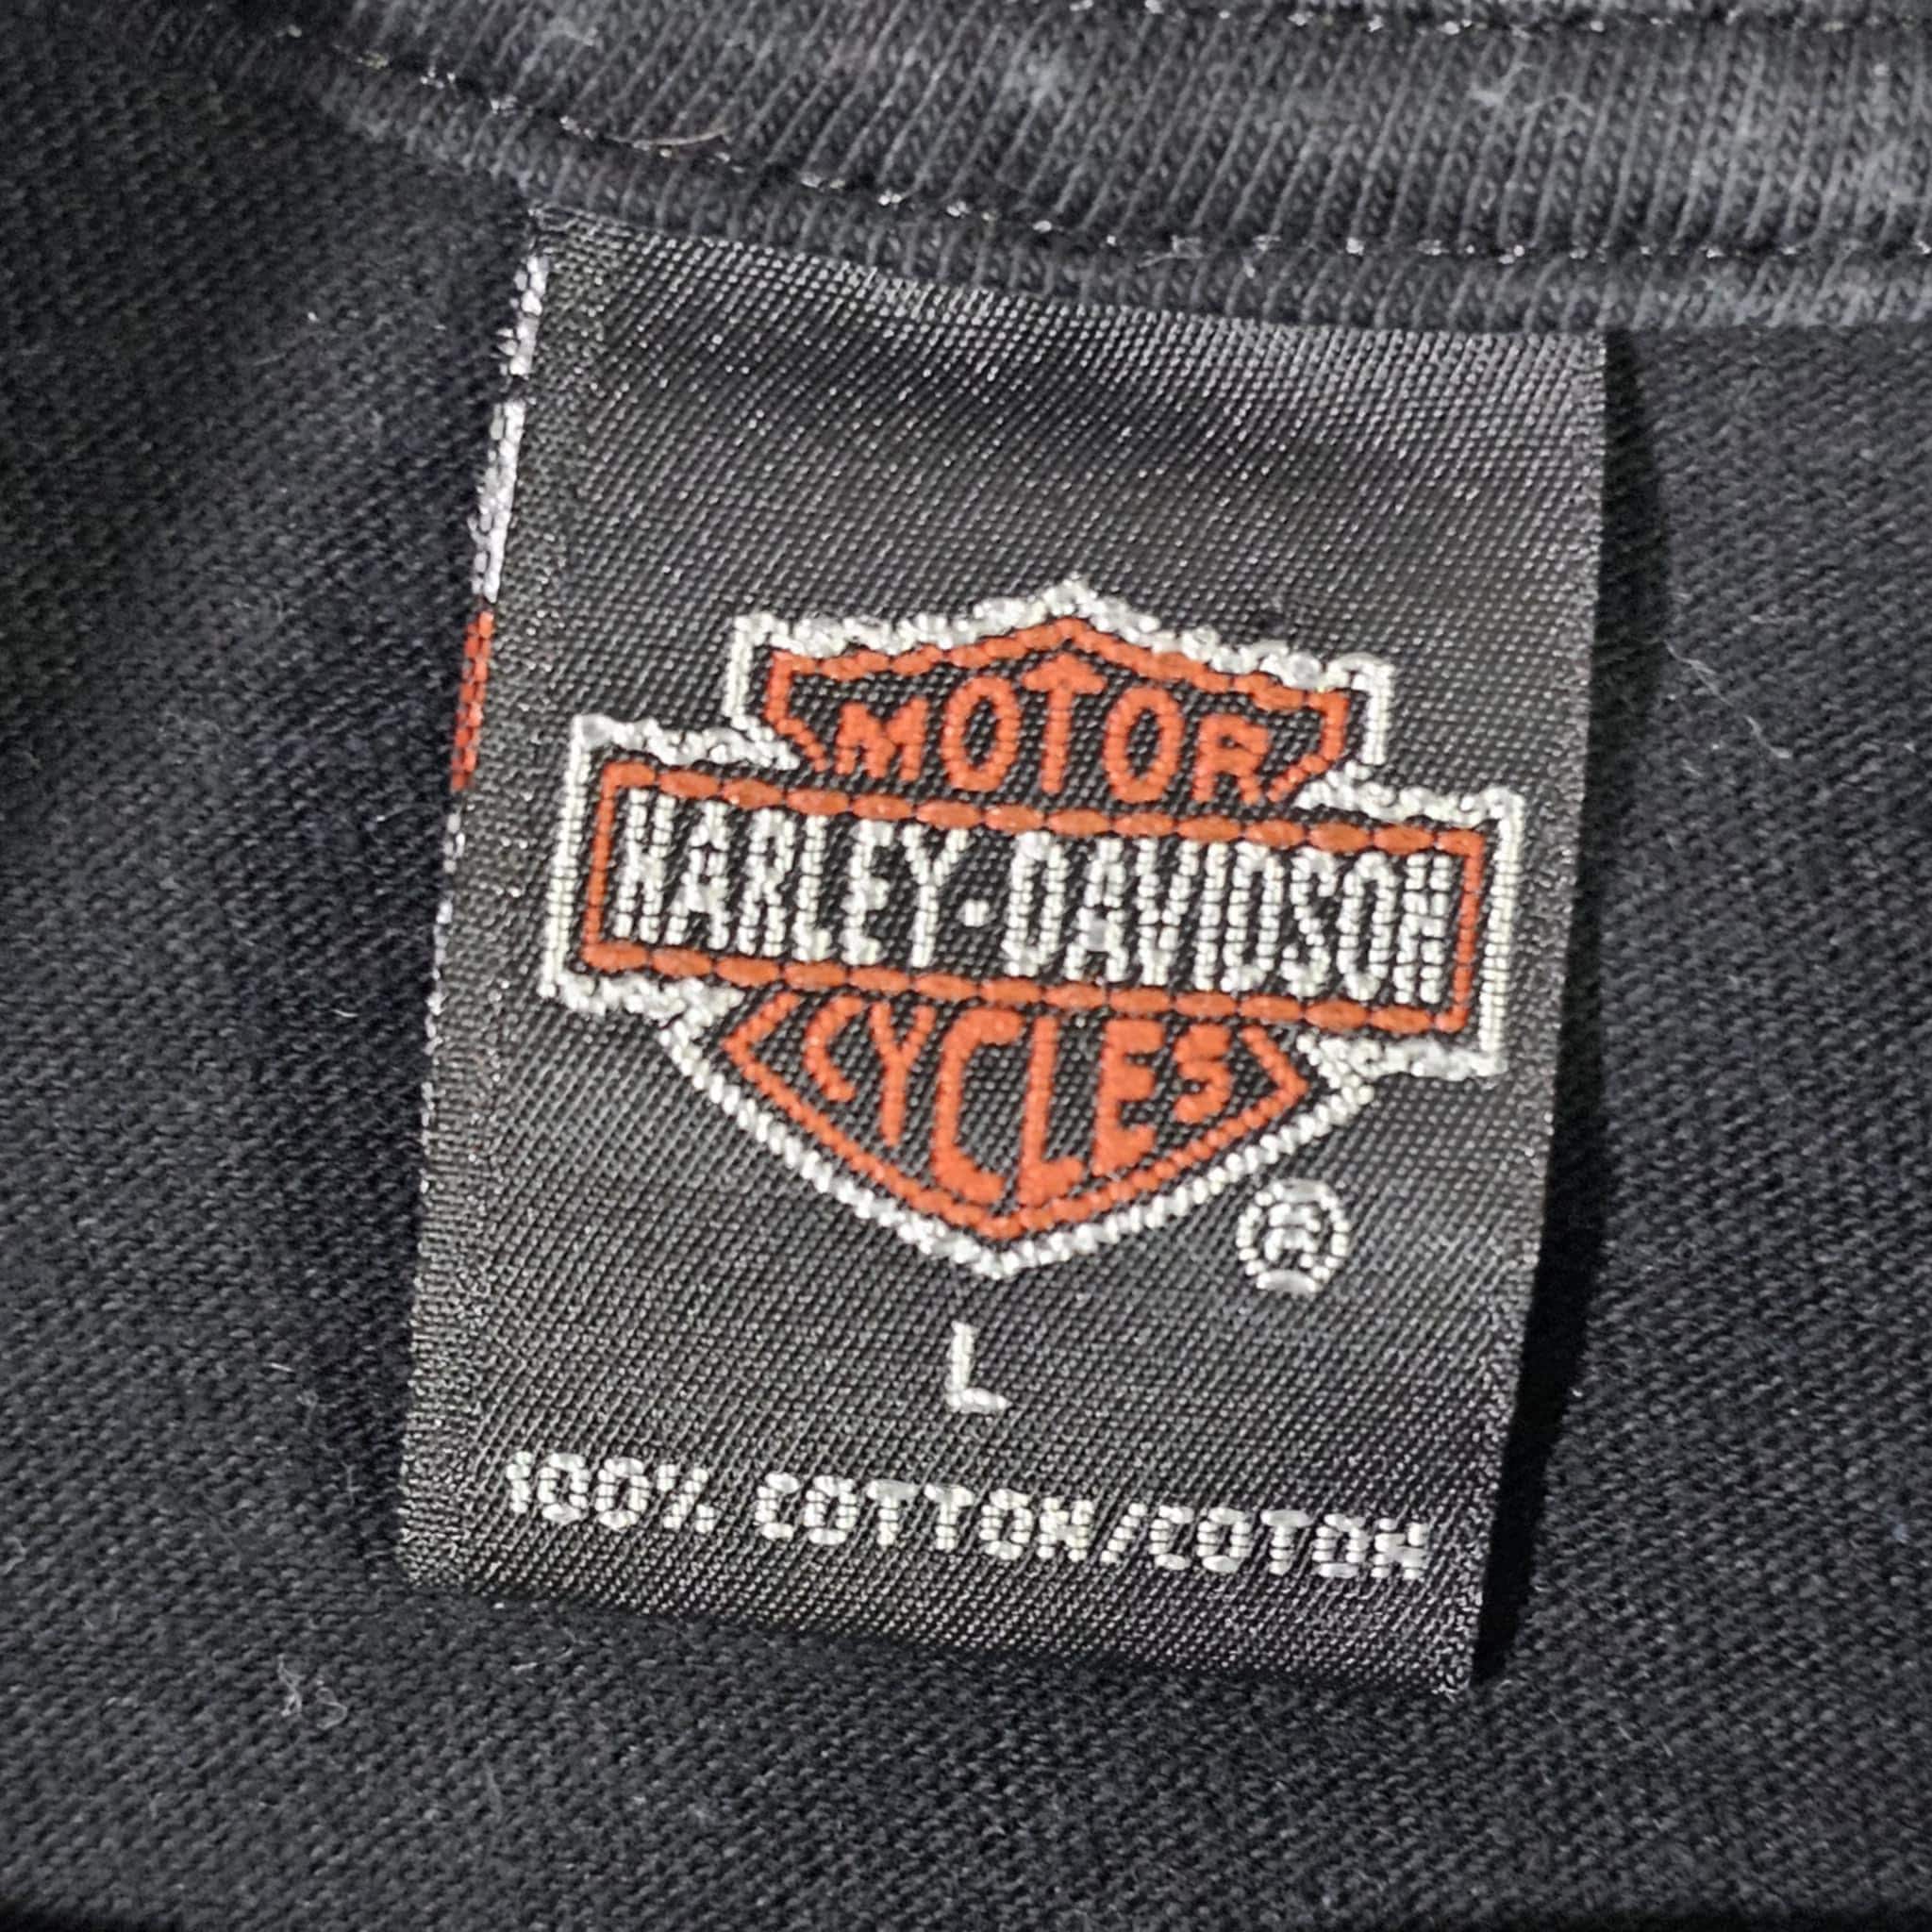 MOTOR
HARLEY-DAVIDSON
CYCLES
®
L
100% COTTON/COTON